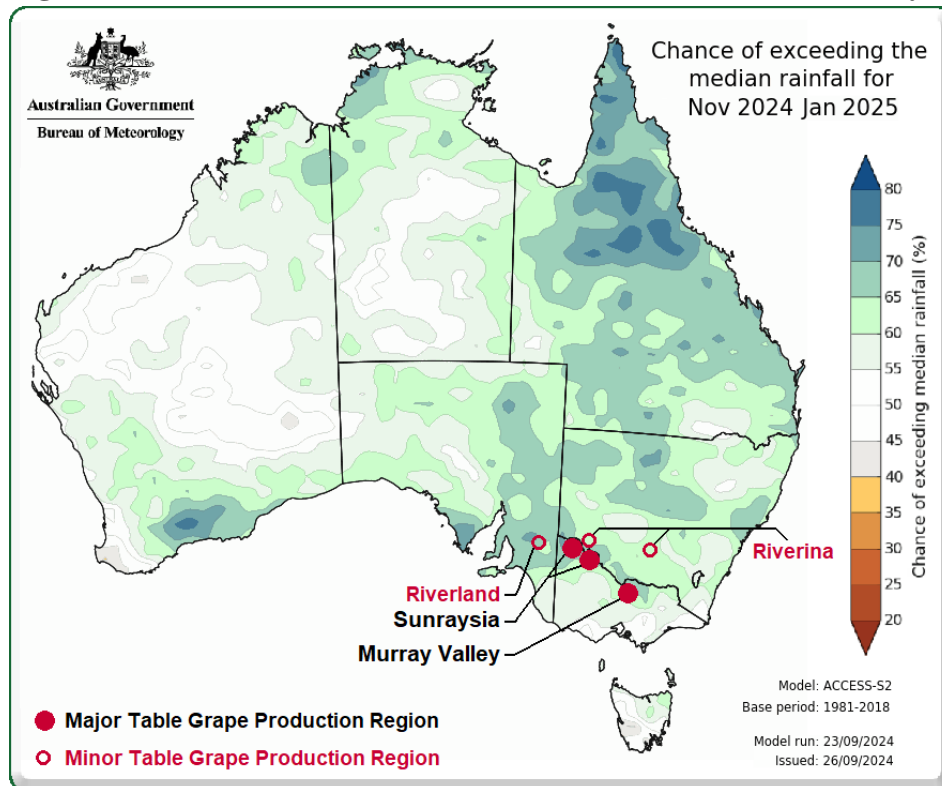 Australian Government
Bureau of Meteorology
Chance of exceeding the
median rainfall for
Nov 2024 Jan 2025
80
75
70
65
60
55
50
45
40
35
30
25
20
Chance of exceeding median rainfall (%)
Riverina
Riverland
Sunraysia
Murray Valley
Major Table Grape Production Region
Minor Table Grape Production Region
Model: ACCESS-S2
Base period: 1981-2018
Model run: 23/09/2024
Issued: 26/09/2024